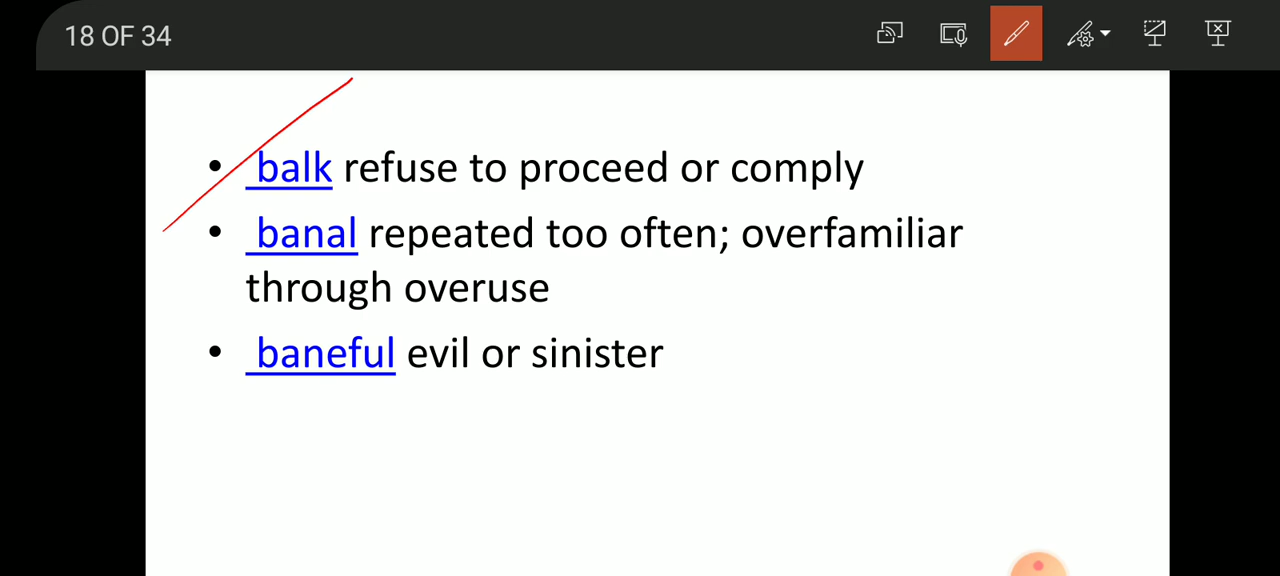 18 OF 34
• balk refuse to proceed or comply
• banal repeated too often; overfamiliar
through overuse
• baneful evil or sinister